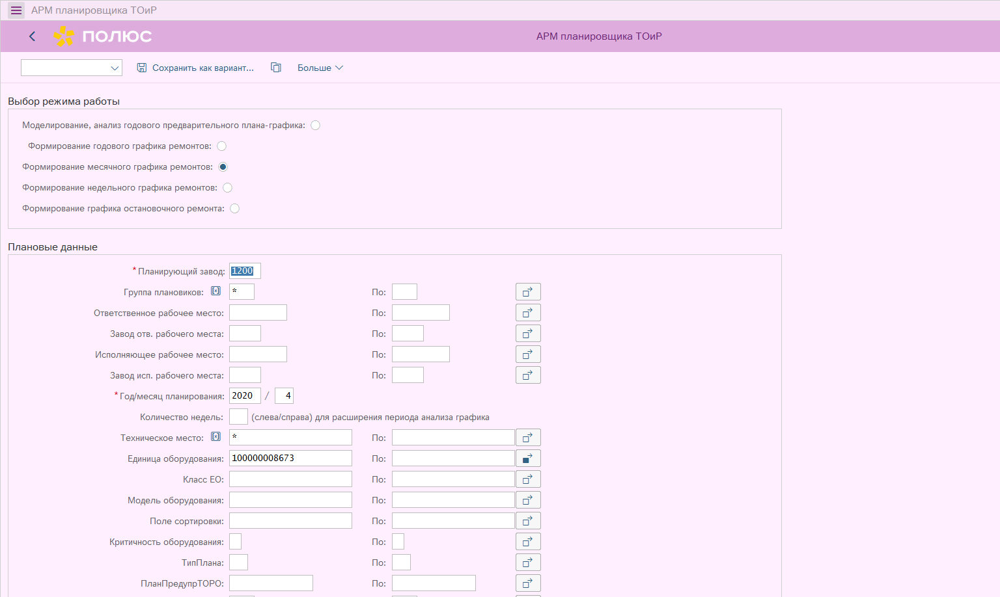 АРМ планировщика ТОиР
ПОЛЮС
АРМ планировщика ТОиР
Сохранить как вариант...
Больше
Выбор режима работы
Моделирование, анализ годового предварительного плана-графика:
Формирование годового графика ремонтов:
Формирование месячного графика ремонтов:
Формирование недельного графика ремонтов:
Формирование графика остановочного ремонта:
Плановые данные
* Планирующий завод: 1200
Группа плановиков: * По:
Ответственное рабочее место: По:
Завод отв. рабочего места: По:
Исполняющее рабочее место: По:
Завод исп. рабочего места: По:
* Год/месяц планирования: 2020 / 4
Количество недель: (слева/справа) для расширения периода анализа графика
Техническое место: * По:
Единица оборудования: 100000008673 По:
Класс ЕО: По:
Модель оборудования: По:
Поле сортировки: По:
Критичность оборудования: По:
ТипПлана: По:
ПланПредупрТОРО: По: